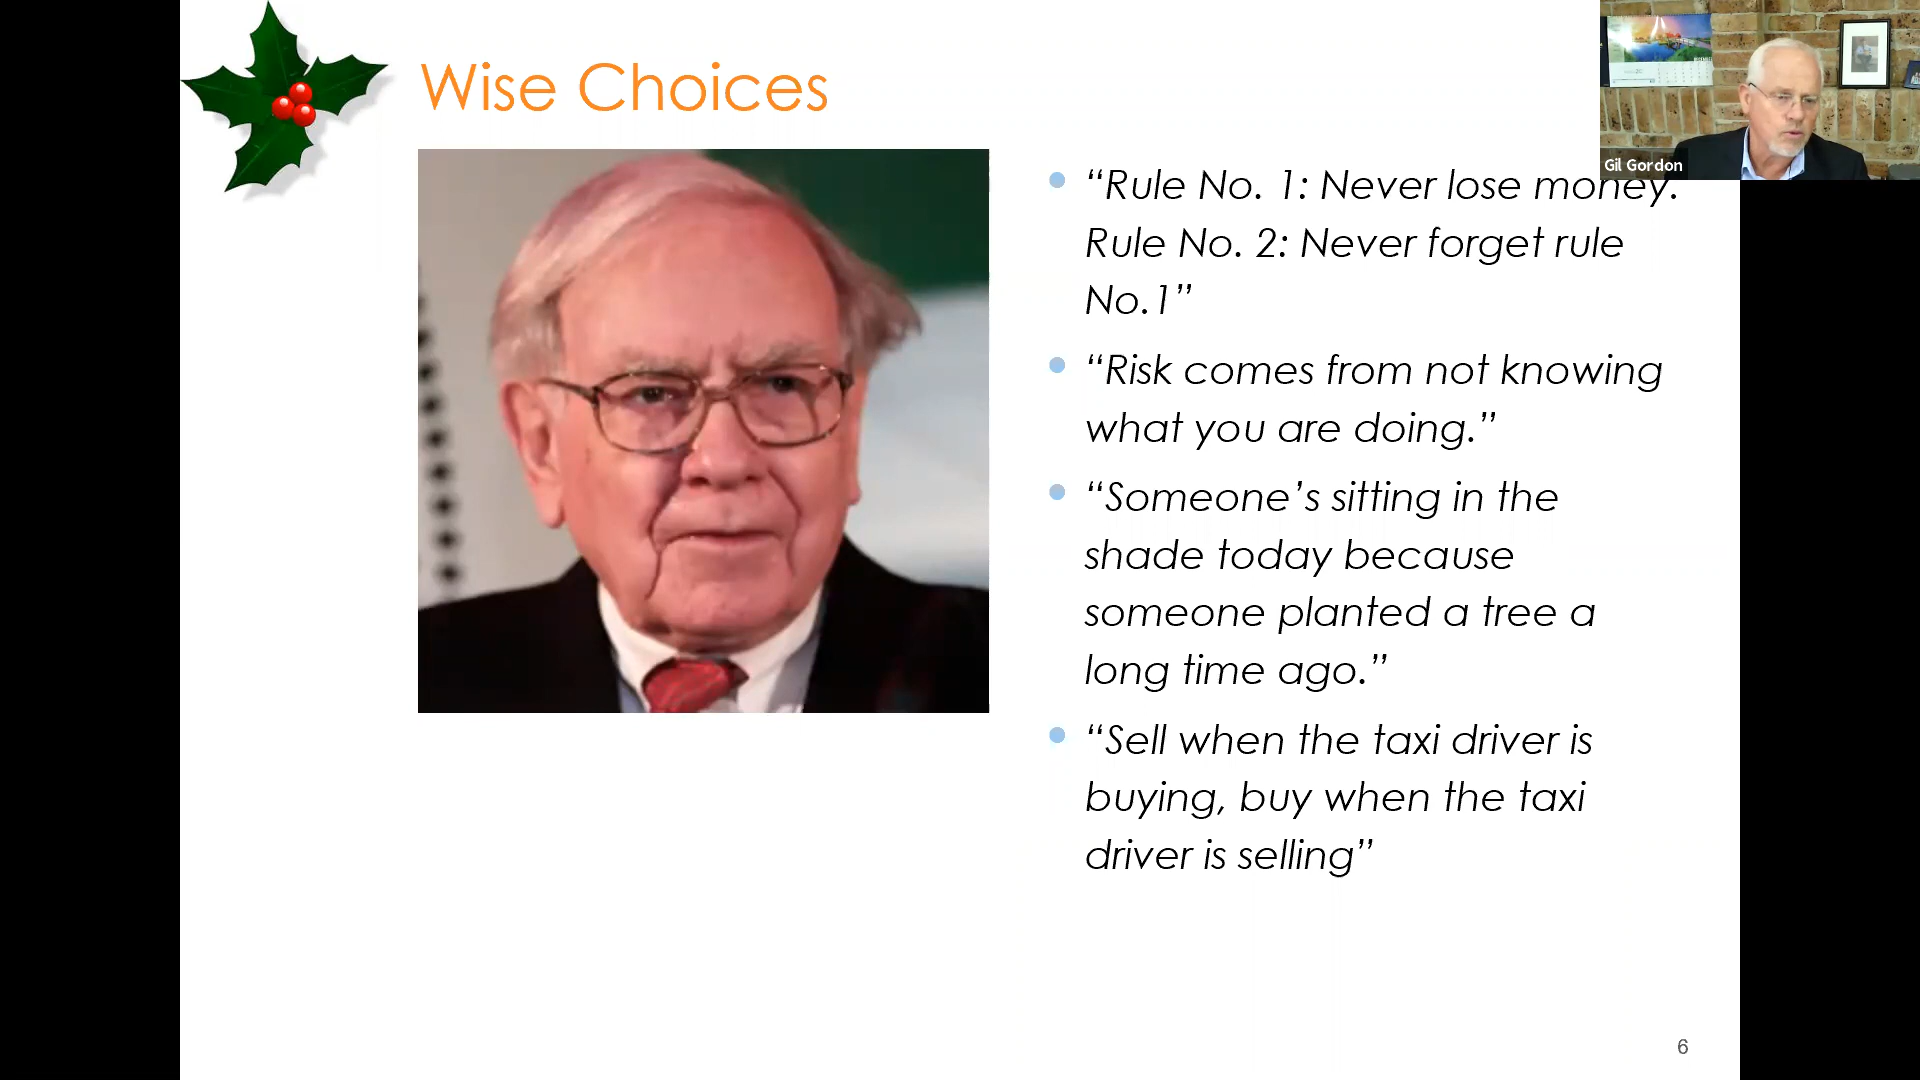 Wise Choices
Gil Gordon
“Rule No. 1: Never lose money.
Rule No. 2: Never forget rule
No.1”
“Risk comes from not knowing
what you are doing.”
“Someone’s sitting in the
shade today because
someone planted a tree a
long time ago.”
“Sell when the taxi driver is
buying, buy when the taxi
driver is selling”
6